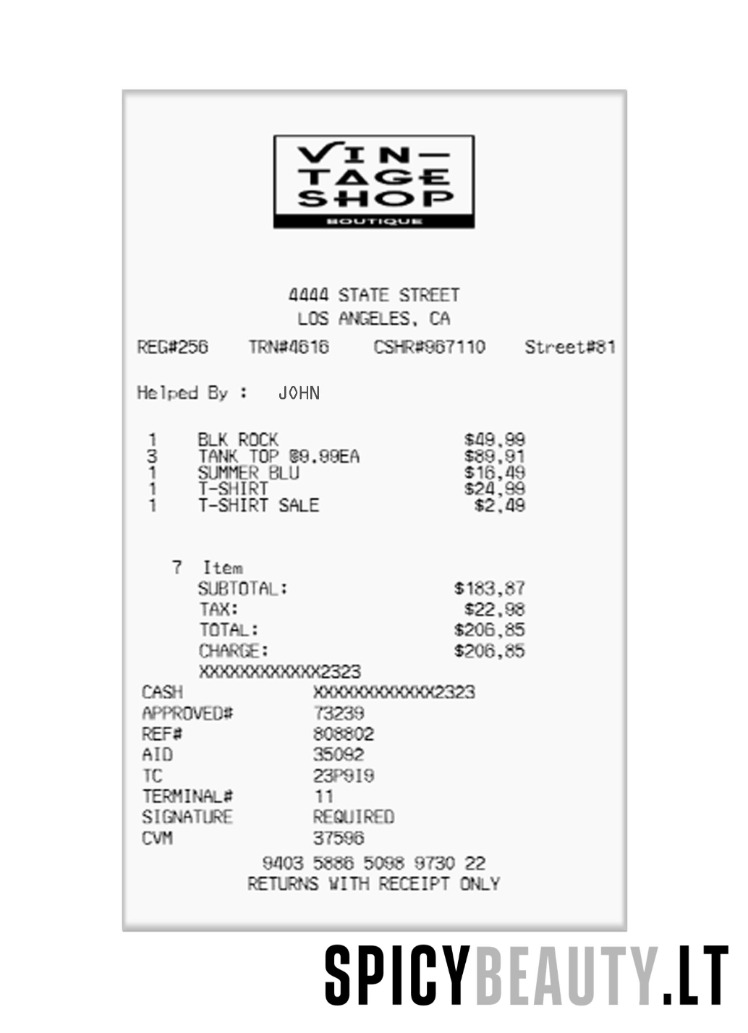 VIN-
TAGE
SHOP
BOUTIQUE
4444 STATE STREET
LOS ANGELES, CA
REG#256 TRN#4616 CSHR#967110 Street#81
Helped By : JOHN
1 BLK ROCK $49,99
3 TANK TOP @9.99EA $89,91
1 SUMMER BLU $16,49
1 T-SHIRT $24,99
1 T-SHIRT SALE $2,49
7 Item
SUBTOTAL: $183,87
TAX: $22,98
TOTAL: $206,85
CHARGE: $206,85
XXXXXXXXXXXX2323
CASH XXXXXXXXXXXX2323
APPROVED# 73239
REF# 808802
AID 35092
TC 23P919
TERMINAL# 11
SIGNATURE REQUIRED
CVM 37596
9403 5886 5098 9730 22
RETURNS WITH RECEIPT ONLY
SPICYBEAUTY.LT